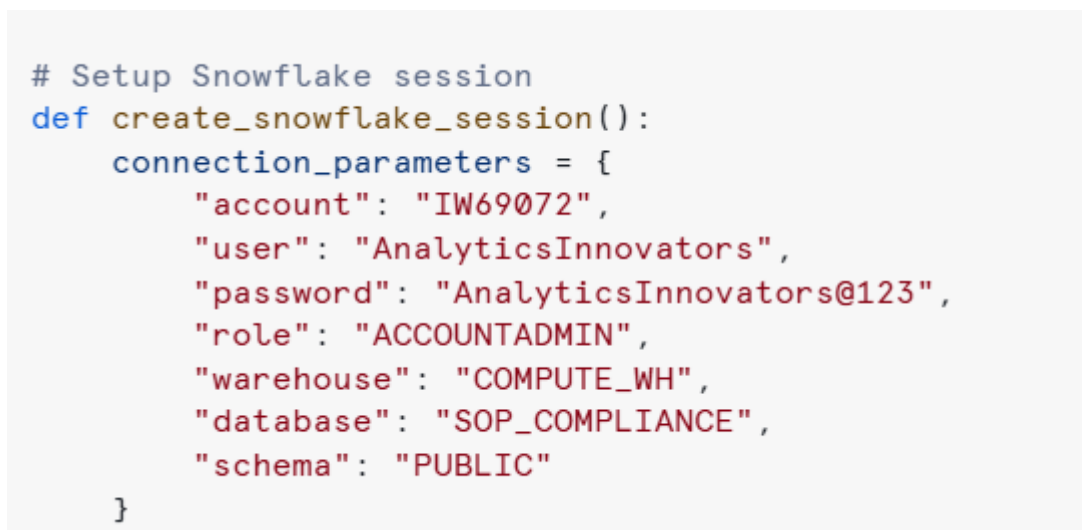 # Setup Snowflake session
def create_snowflake_session():
    connection_parameters = {
        "account": "IW69072",
        "user": "AnalyticsInnovators",
        "password": "AnalyticsInnovators@123",
        "role": "ACCOUNTADMIN",
        "warehouse": "COMPUTE_WH",
        "database": "SOP_COMPLIANCE",
        "schema": "PUBLIC"
    }